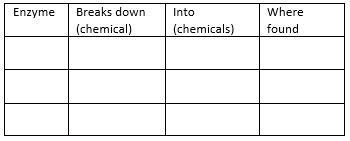 Enzyme Breaks down Into Where
(chemical) (chemicals) found